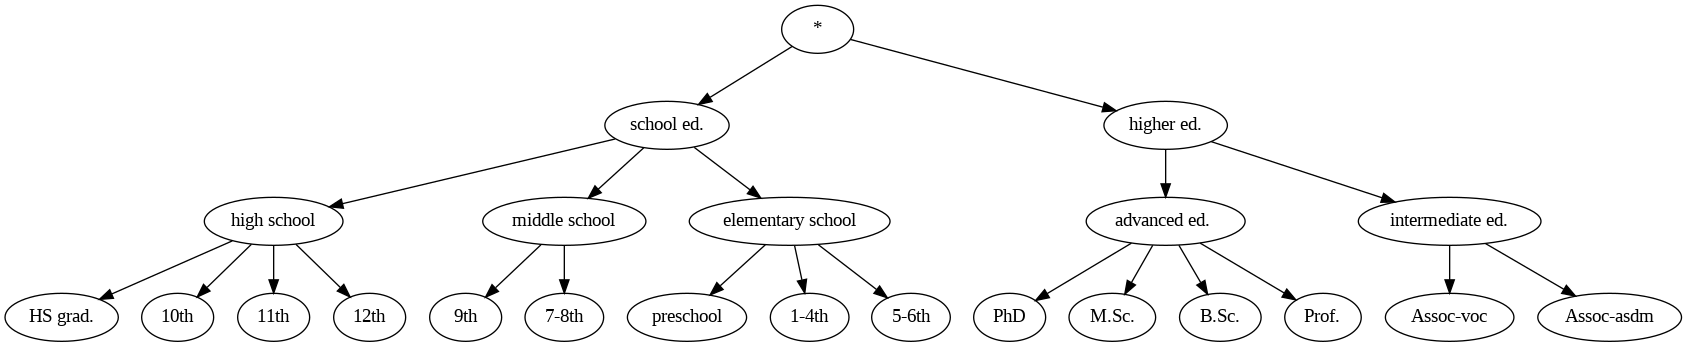 *
school ed.
higher ed.
high school
middle school
elementary school
advanced ed.
intermediate ed.
HS grad.
10th
11th
12th
9th
7-8th
preschool
1-4th
5-6th
PhD
M.Sc.
B.Sc.
Prof.
Assoc-voc
Assoc-asdm